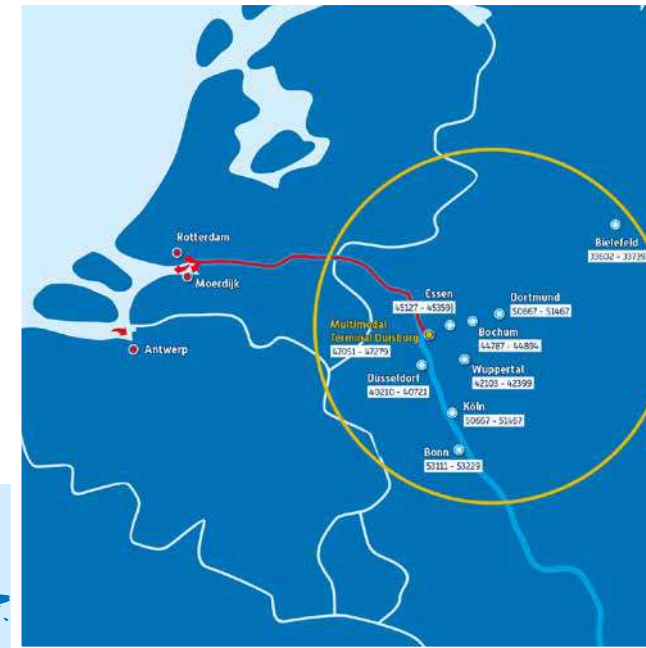 Rotterdam
Moerdijk
Antwerp
Bielefeld
33602 - 33739
Essen
45127 - 45359)
Dortmund
50667 - 51467
Bochum
44787 - 44894
Multimodal
Terminal Duisburg
47051 - 47279
Wuppertal
42103 - 42399
Düsseldorf
40210 - 40721
Köln
50667 - 51467
Bonn
53111 - 53229